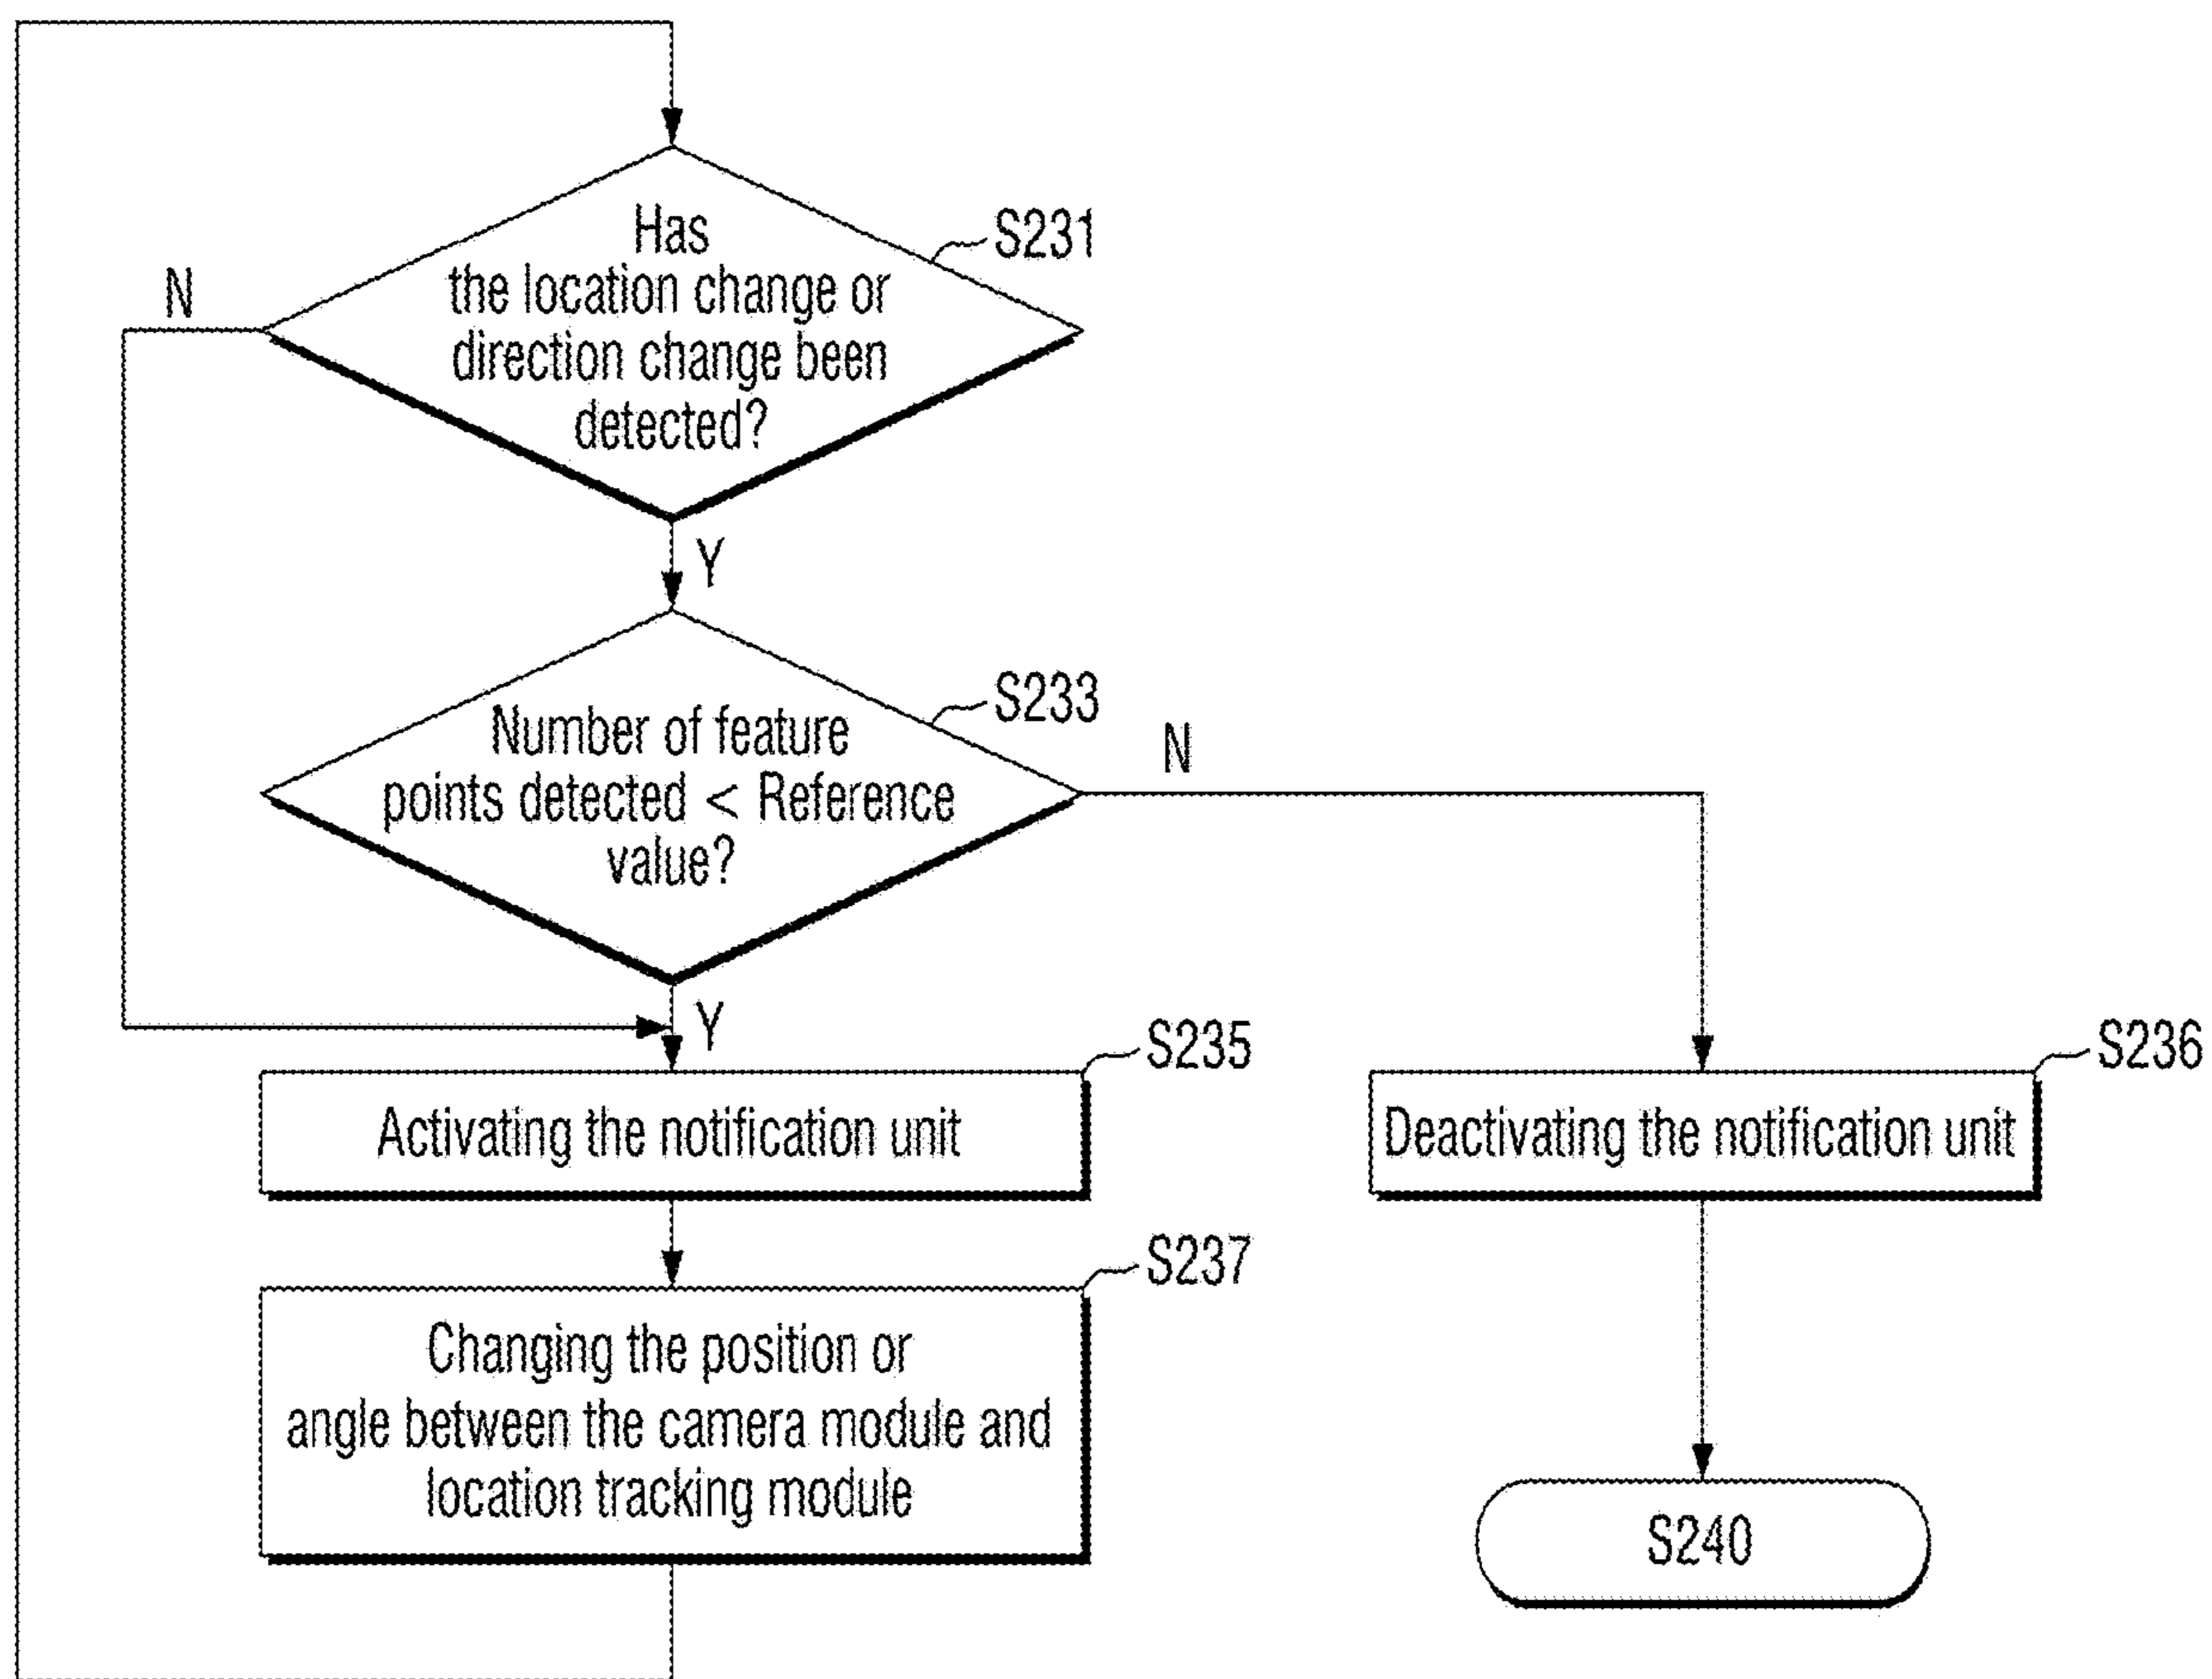 Has
the location change or
direction change been
detected?
S231
N
Y
Number of feature
points detected < Reference
value?
S233
N
Y
Activating the notification unit
S235
Deactivating the notification unit
S236
Changing the position or
angle between the camera module and
location tracking module
S237
S240